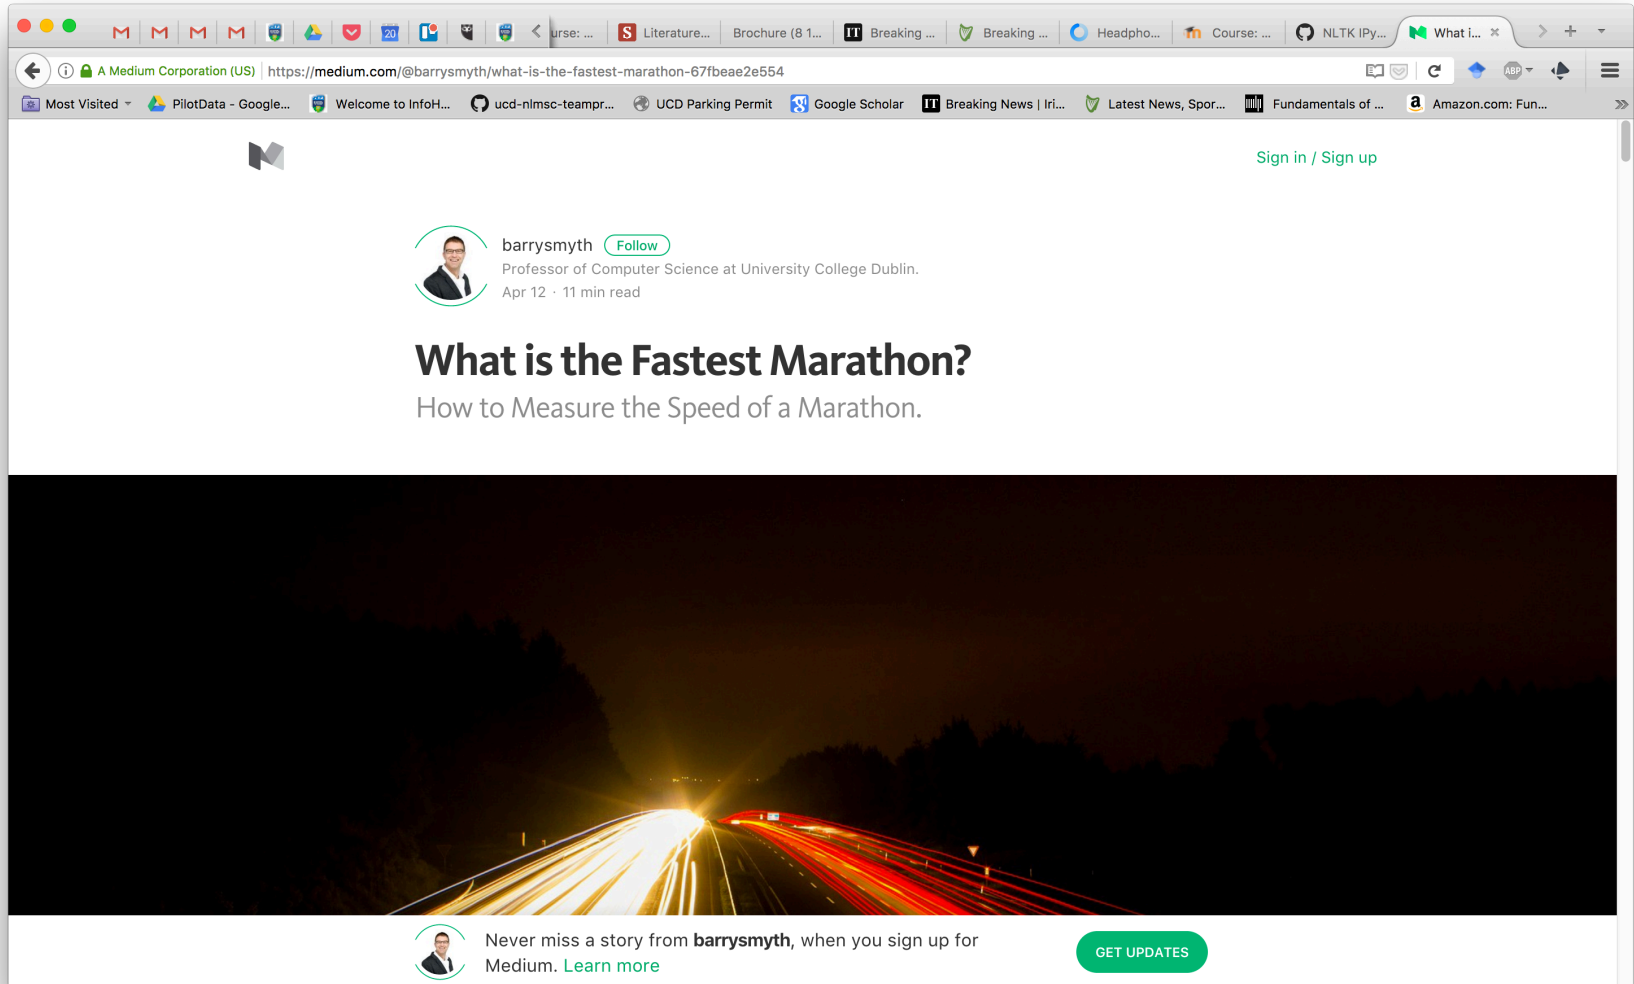 20
urse: ...
S
Literature...
Brochure (8 1...
IT
Breaking ...
Breaking ...
Headpho...
Course: ...
NLTK IPy...
What i...
A Medium Corporation (US)
https://medium.com/@barrysmyth/what-is-the-fastest-marathon-67fbeae2e554
ABP
Most Visited
PilotData - Google...
Welcome to InfoH...
ucd-nlmsc-teampr...
UCD Parking Permit
Google Scholar
IT
Breaking News | Iri...
Latest News, Spor...
Fundamentals of ...
a
Amazon.com: Fun...
Sign in / Sign up
barrysmyth
Follow
Professor of Computer Science at University College Dublin.
Apr 12 · 11 min read
What is the Fastest Marathon?
How to Measure the Speed of a Marathon.
Never miss a story from barrysmyth, when you sign up for
Medium. Learn more
GET UPDATES